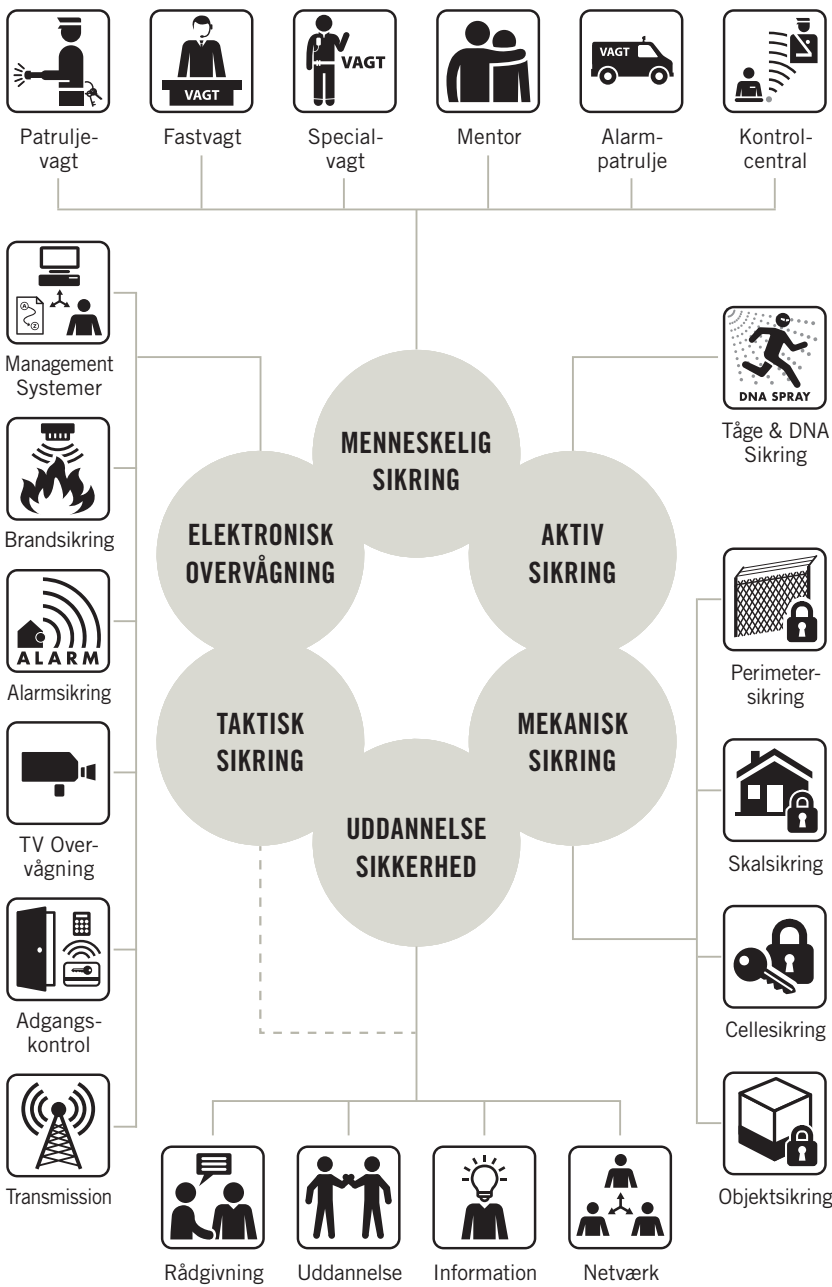 VAGT
VAGT
VAGT
Patrulje-
vagt
Fastvagt
Special-
vagt
Mentor
Alarm-
patrulje
Kontrol-
central
A
Z
Management
Systemer
Brandsikring
ALARM
Alarmsikring
TV Over-
vågning
Adgangs-
kontrol
Transmission
MENNESKELIG
SIKRING
ELEKTRONISK
OVERVÅGNING
AKTIV
SIKRING
TAKTISK
SIKRING
MEKANISK
SIKRING
UDDANNELSE
SIKKERHED
DNA SPRAY
Tåge & DNA
Sikring
Perimeter-
sikring
Skalsikring
Cellesikring
Objektsikring
Rådgivning
Uddannelse
Information
Netværk